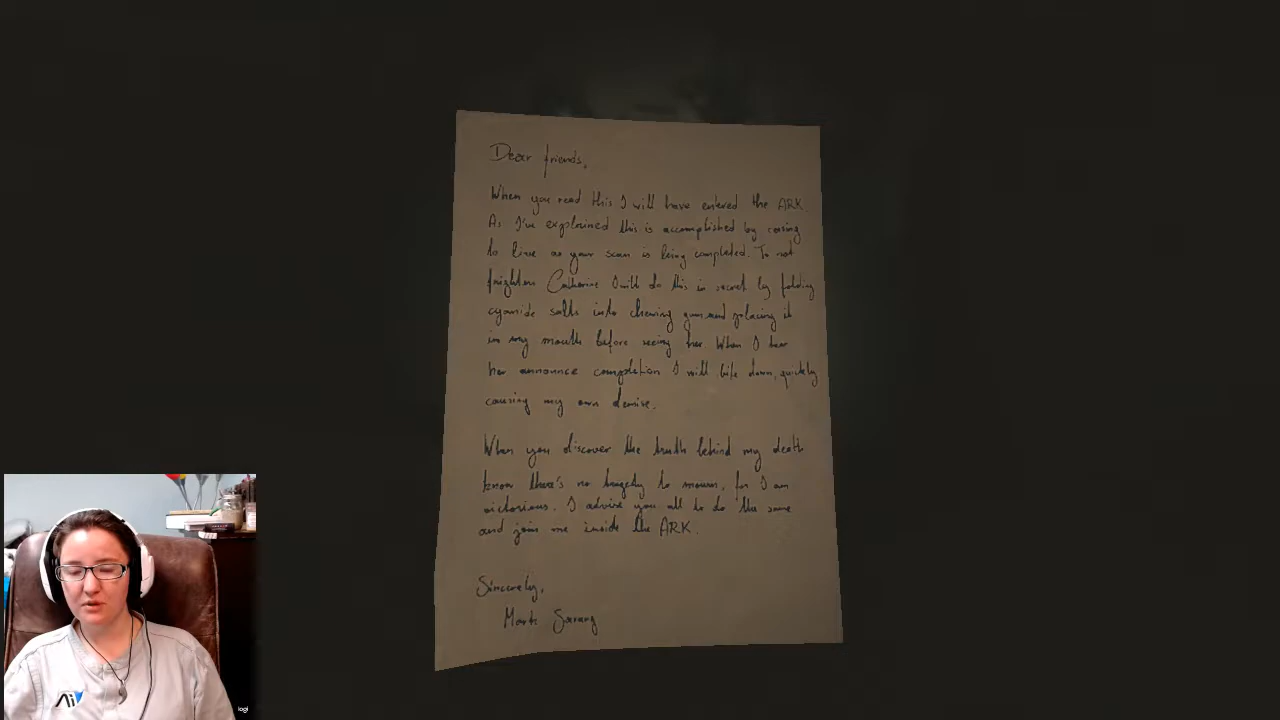 Dear friends,
When you read this I will have entered the ARK.
As I've explained this is accomplished by ceasing
to live as your scan is being completed. To not
frighten Catherine I will do this in secret by folding
cyanide salts into chewing gum and placing it
in my mouth before seeing her. When I hear
her announce completion I will bite down, quickly
causing my own demise.
When you discover the truth behind my death
know there's no tragedy to mourn, for I am
victorious. I advise you all to do the same
and join me inside the ARK.
Sincerely,
Mark Sarang
Ai
logi